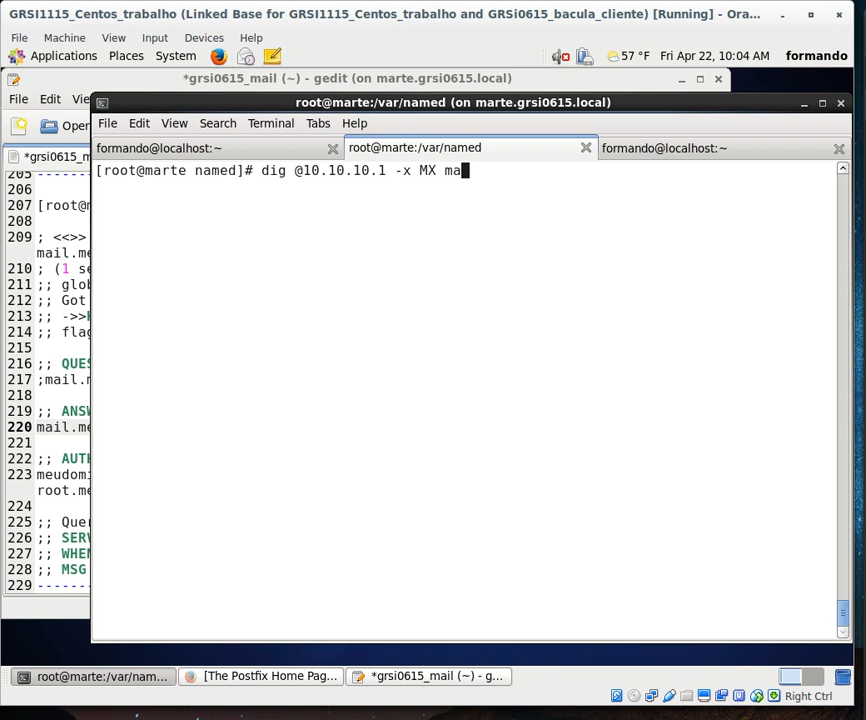 GRSI1115_Centos_trabalho (Linked Base for GRSI1115_Centos_trabalho and GRSi0615_bacula_cliente) [Running] - Ora...
File Machine View Input Devices Help
Applications Places System 57 °F Fri Apr 22, 10:04 AM formando
*grsi0615_mail (~) - gedit (on marte.grsi0615.local)
File Edit Vie
Open
*grsi0615_m
root@marte:/var/named (on marte.grsi0615.local)
File Edit View Search Terminal Tabs Help
formando@localhost:~ root@marte:/var/named formando@localhost:~
[root@marte named]# dig @10.10.10.1 -x MX ma
205 -------
206
207 [root@m
208
209 ; <<>>
mail.me
210 ; (1 se
211 ;; glob
212 ;; Got
213 ;; ->>H
214 ;; flag
215
216 ;; QUES
217 ;mail.m
218
219 ;; ANSW
220 mail.me
221
222 ;; AUTH
223 meudomi
root.me
224
225 ;; Quer
226 ;; SERV
227 ;; WHEN
228 ;; MSG
229 -------
root@marte:/var/nam... [The Postfix Home Pag... *grsi0615_mail (~) - g...
Right Ctrl